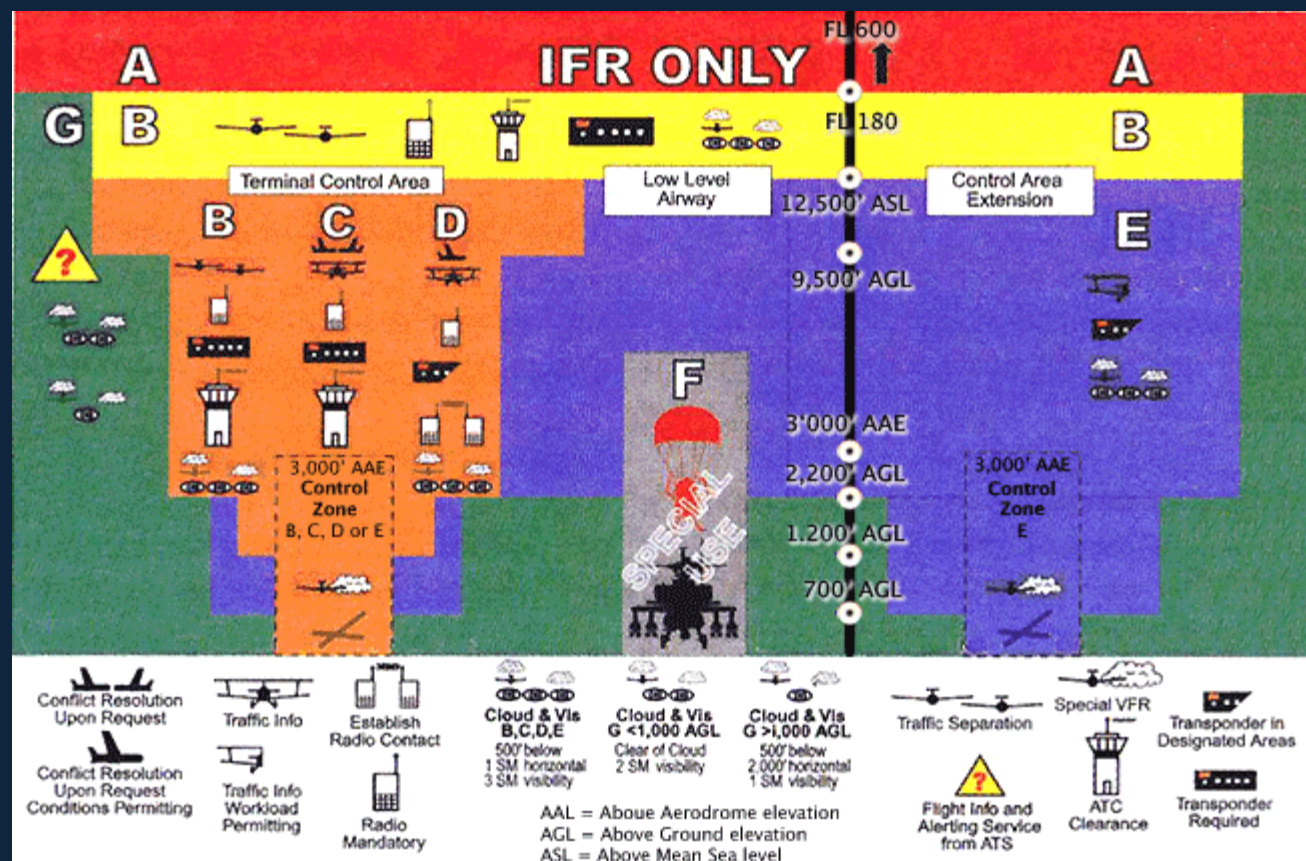 FL 600
A
IFR ONLY
A
G
B
FL 180
B
Terminal Control Area
Low Level
Airway
Control Area
Extension
12,500' ASL
B
C
D
E
?
9,500' AGL
F
3'000' AAE
3,000' AAE
Control
Zone
B, C, D or E
2,200' AGL
3,000' AAE
Control
Zone
E
SPECIAL
USE
1.200' AGL
700' AGL
Conflict Resolution
Upon Request
Traffic Info
Establish
Radio Contact
Cloud & Vis
B,C,D,E
500' below
1 SM horizontal
3 SM visibility
Cloud & Vis
G <1,000 AGL
Clear of Cloud
2 SM visibility
Cloud & Vis
G >i,000 AGL
500' below
2,000' horizontal
1 SM visibility
Traffic Separation
Special VFR
Transponder in
Designated Areas
Conflict Resolution
Upon Request
Conditions Permitting
Traffic Info
Workload
Permitting
Radio
Mandatory
AAL = Aboue Aerodrome elevation
AGL = Above Ground elevation
ASL = Above Mean Sea level
?
Flight Info and
Alerting Service
from ATS
ATC
Clearance
Transponder
Required